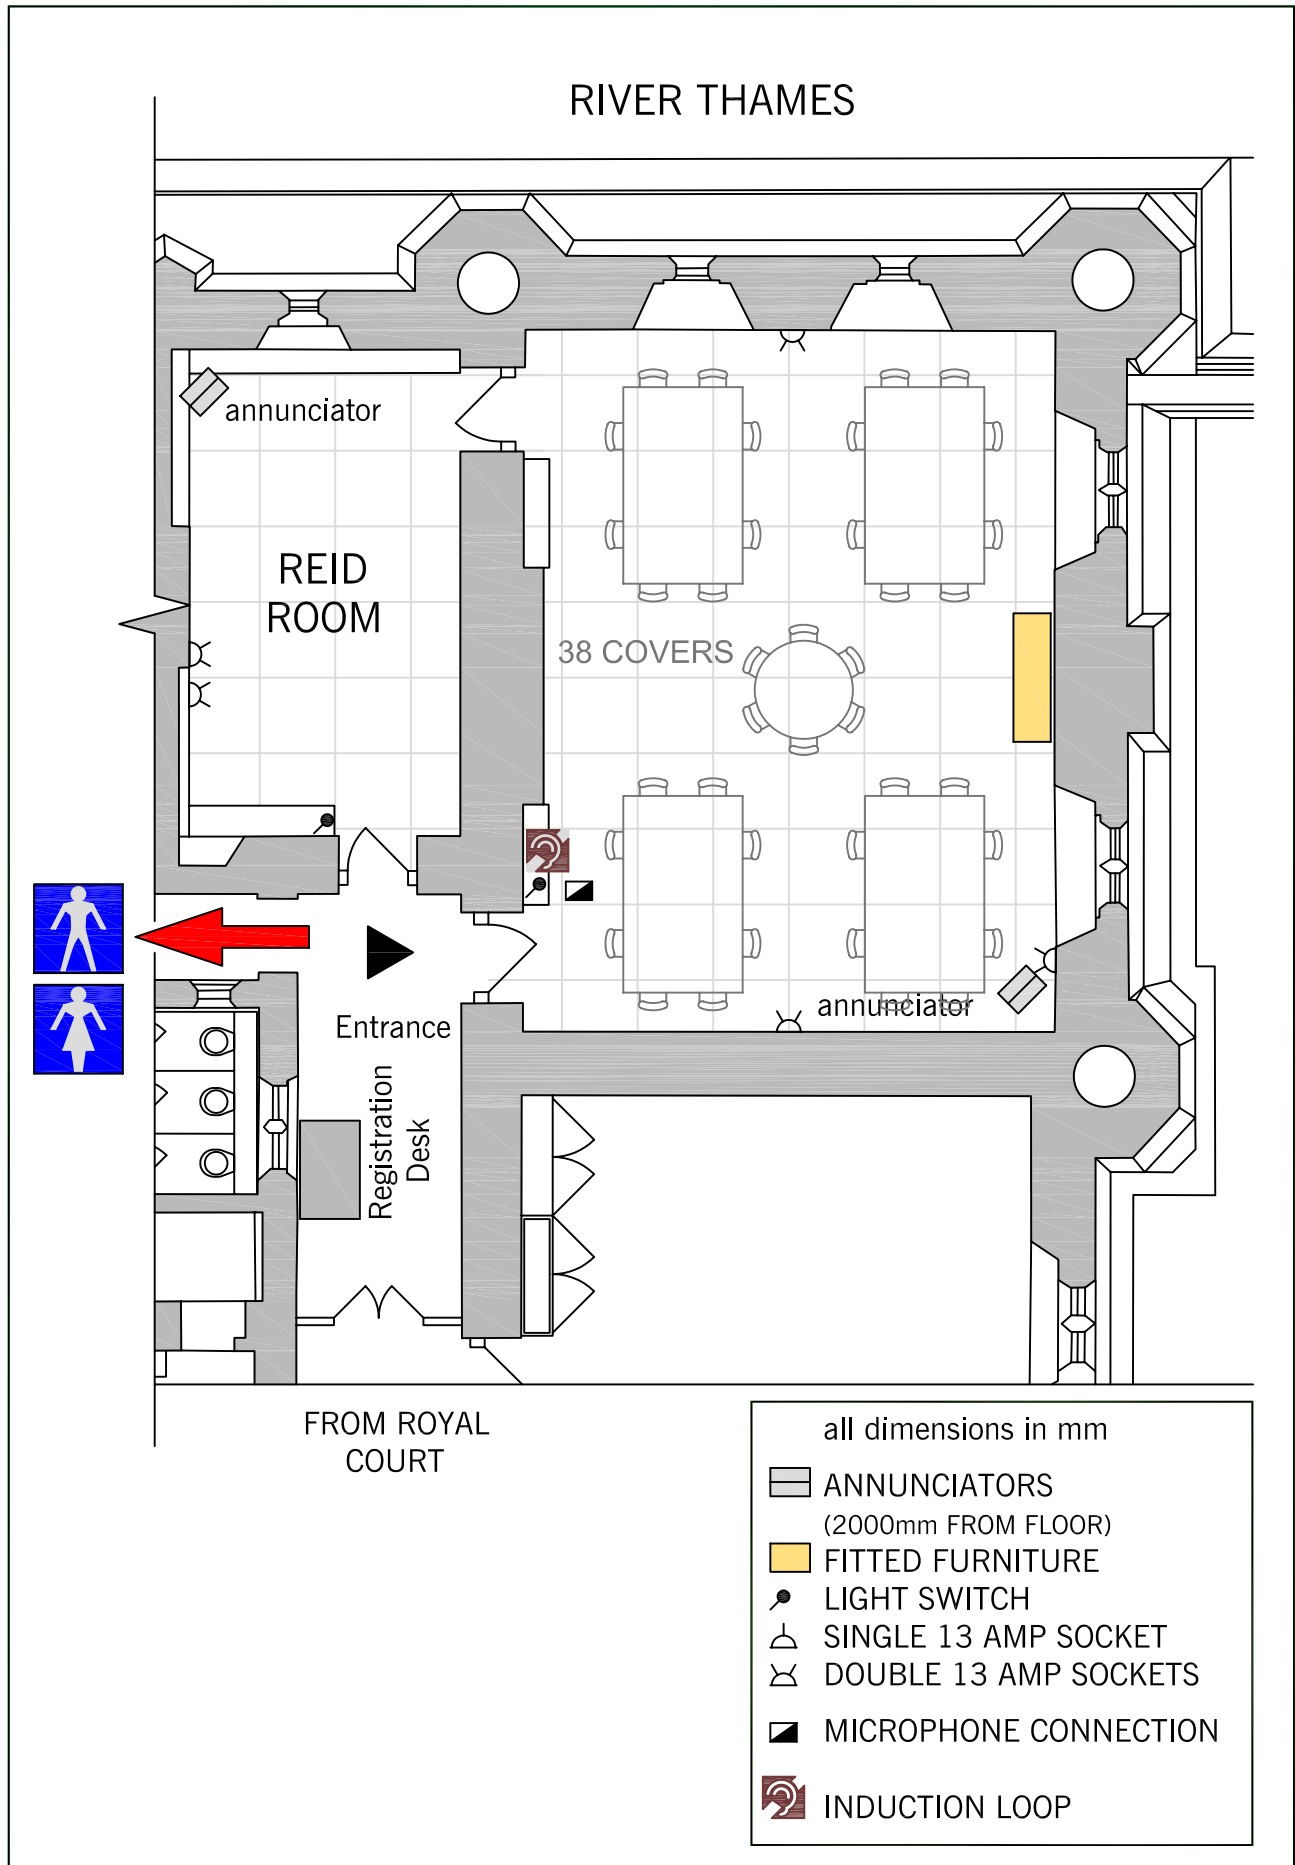 RIVER THAMES
annunciator
REID
ROOM
38 COVERS
annunciator
Entrance
Registration
Desk
FROM ROYAL
COURT
all dimensions in mm
ANNUNCIATORS
(2000mm FROM FLOOR)
FITTED FURNITURE
LIGHT SWITCH
SINGLE 13 AMP SOCKET
DOUBLE 13 AMP SOCKETS
MICROPHONE CONNECTION
INDUCTION LOOP